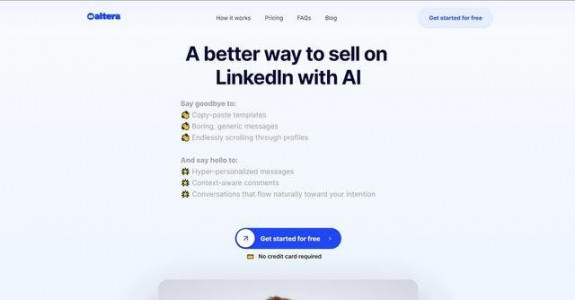 altera
How it works
Pricing
FAQs
Blog
Get started for free
A better way to sell on
LinkedIn with AI
Say goodbye to:
Copy-paste templates
Boring, generic messages
Endlessly scrolling through profiles
And say hello to:
Hyper-personalized messages
Context-aware comments
Conversations that flow naturally toward your intention
Get started for free
No credit card required